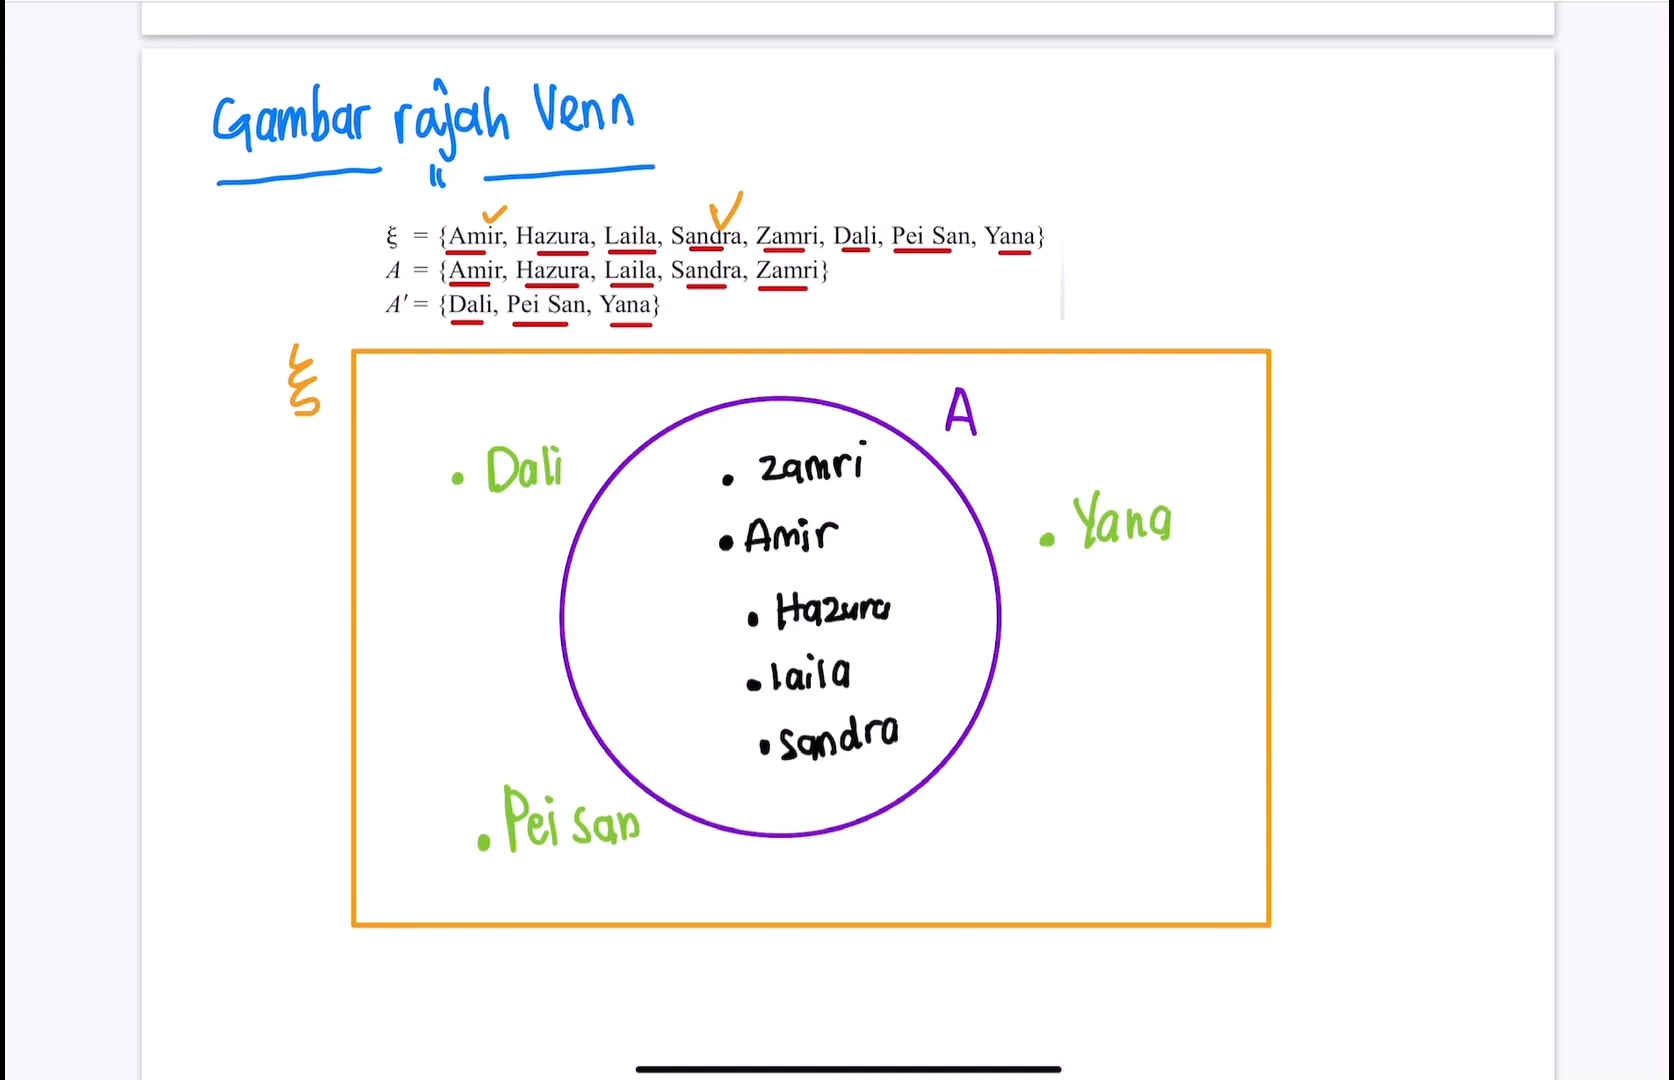 Gambar rajah Venn
ξ = {Amir, Hazura, Laila, Sandra, Zamri, Dali, Pei San, Yana}
A = {Amir, Hazura, Laila, Sandra, Zamri}
A′ = {Dali, Pei San, Yana}
ξ
A
• Dali
• Zamri
• Yana
• Amir
• Hazura
• laila
• sandra
• Pei san